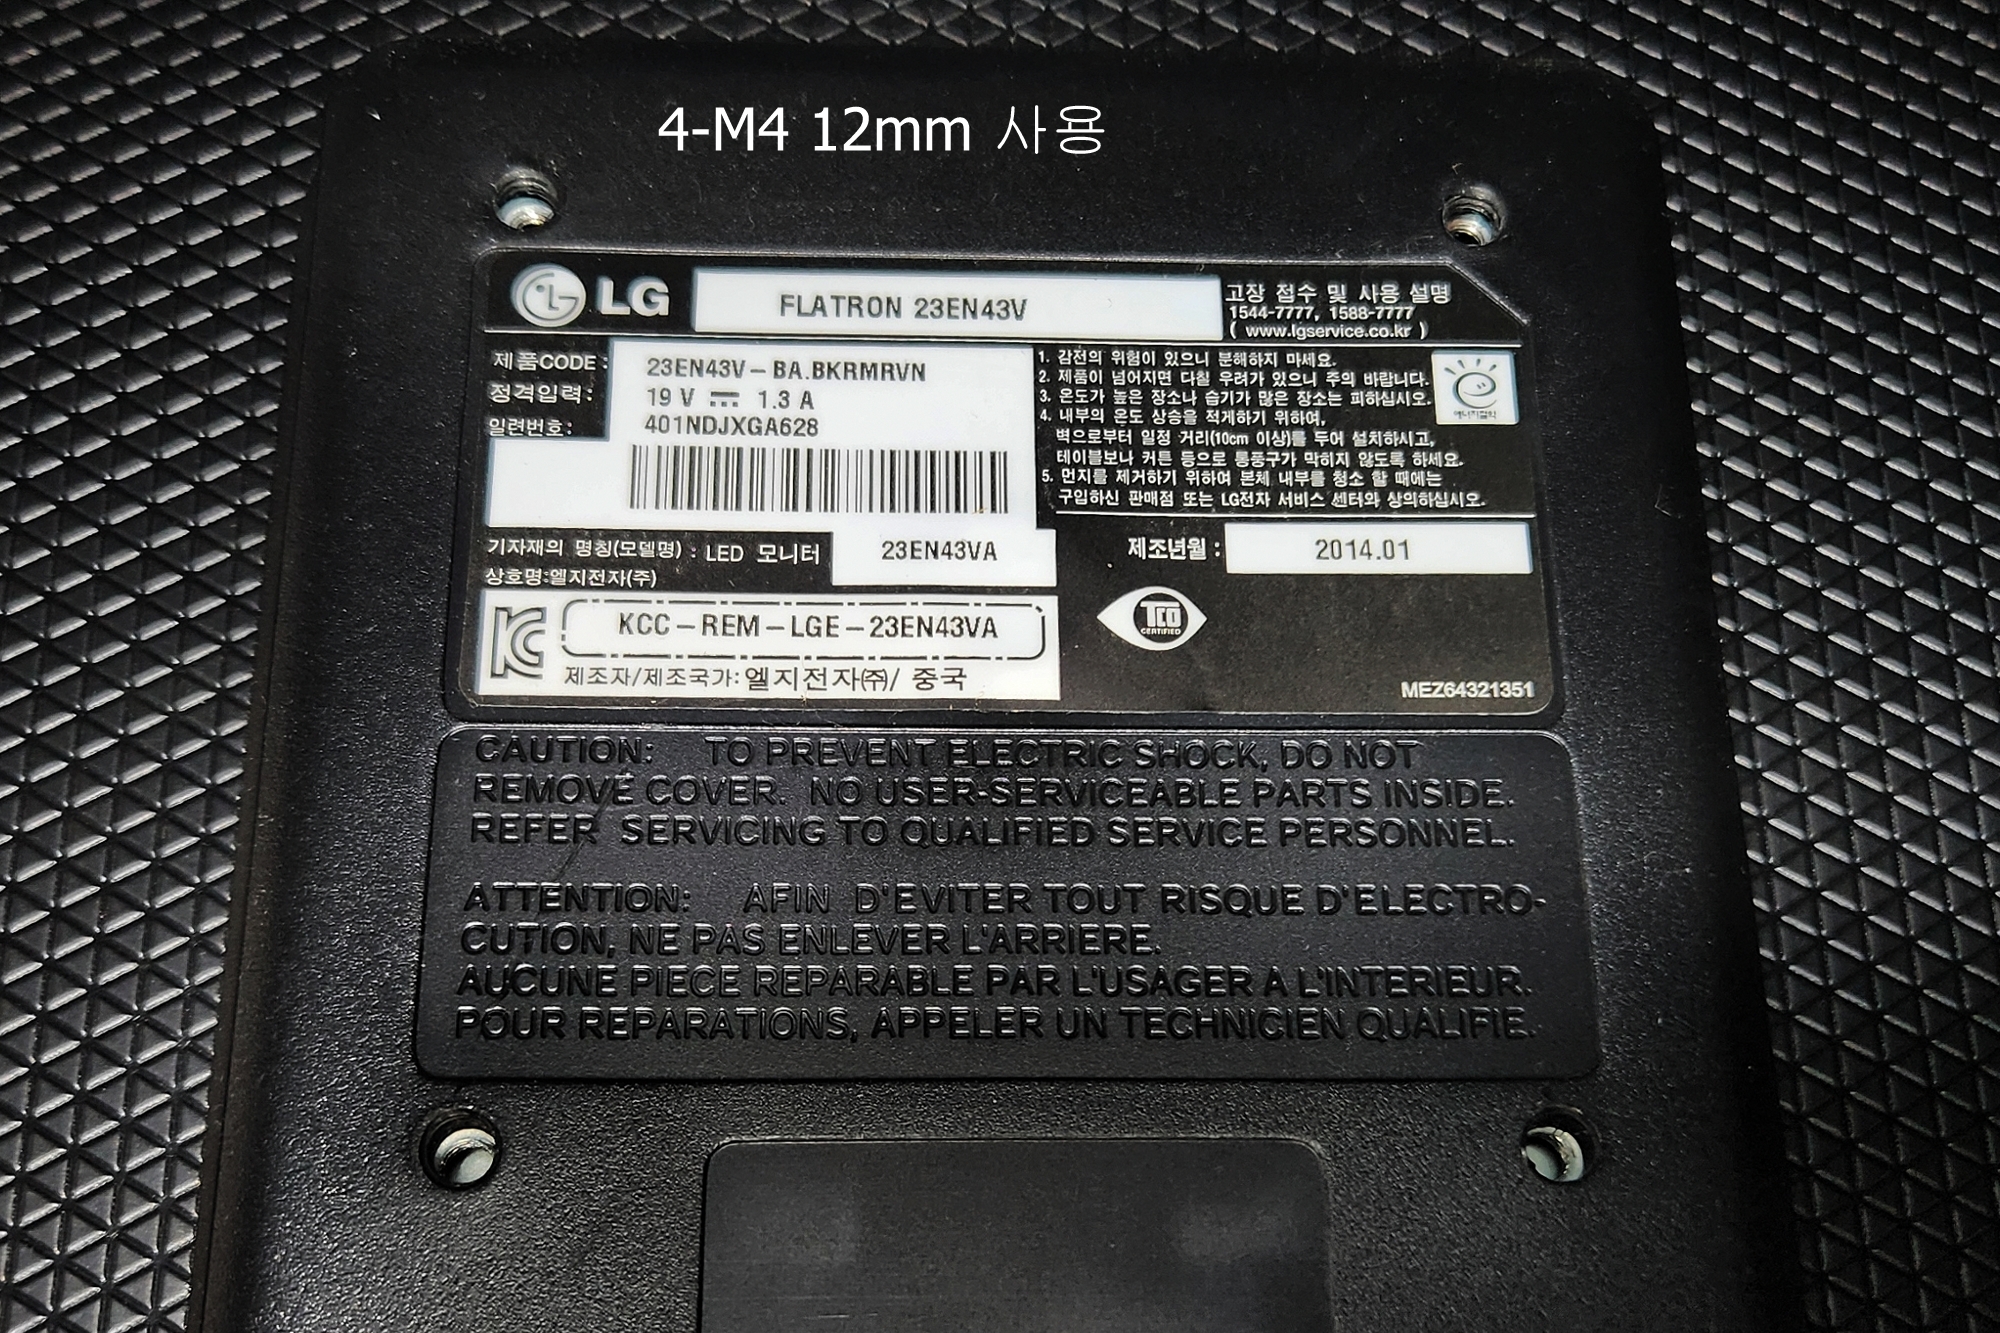 4-M4 12mm 사용
LG FLATRON 23EN43V
고장 접수 및 사용 설명
1544-7777, 1588-7777
( www.lgservice.co.kr )
제품CODE : 23EN43V-BA.BKRMRVN
정격입력: 19 V 1.3 A
일련번호: 401NDJXGA628
1. 감전의 위험이 있으니 분해하지 마세요.
2. 제품이 넘어지면 다칠 우려가 있으니 주의 바랍니다.
3. 온도가 높은 장소나 습기가 많은 장소는 피하십시오.
4. 내부의 온도 상승을 적게하기 위하여,
벽으로부터 일정 거리(10cm 이상)를 두어 설치하시고,
테이블보나 커튼 등으로 통풍구가 막히지 않도록 하세요.
5. 먼지를 제거하기 위하여 본체 내부를 청소 할 때에는
구입하신 판매점 또는 LG전자 서비스 센터와 상의하십시오.
에너지절약
기자재의 명칭(모델명) : LED 모니터 23EN43VA
상호명:엘지전자(주)
제조년월 : 2014.01
KCC-REM-LGE-23EN43VA
제조자/제조국가: 엘지전자㈜/ 중국
TCO
CERTIFIED
MEZ64321351
CAUTION: TO PREVENT ELECTRIC SHOCK, DO NOT
REMOVE COVER. NO USER-SERVICEABLE PARTS INSIDE.
REFER SERVICING TO QUALIFIED SERVICE PERSONNEL.
ATTENTION: AFIN D'EVITER TOUT RISQUE D'ELECTRO-
CUTION, NE PAS ENLEVER L'ARRIERE.
AUCUNE PIECE REPARABLE PAR L'USAGER A L'INTERIEUR.
POUR REPARATIONS, APPELER UN TECHNICIEN QUALIFIE.